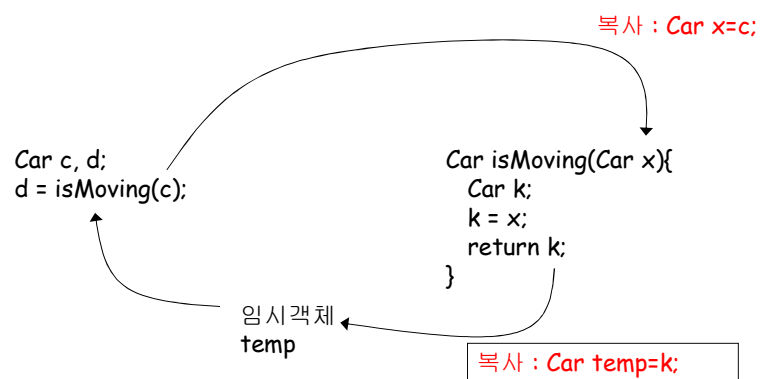 복사 : Car x=c;
Car c, d;
d = isMoving(c);
Car isMoving(Car x){
Car k;
k = x;
return k;
}
임시객체
temp
복사 : Car temp=k;